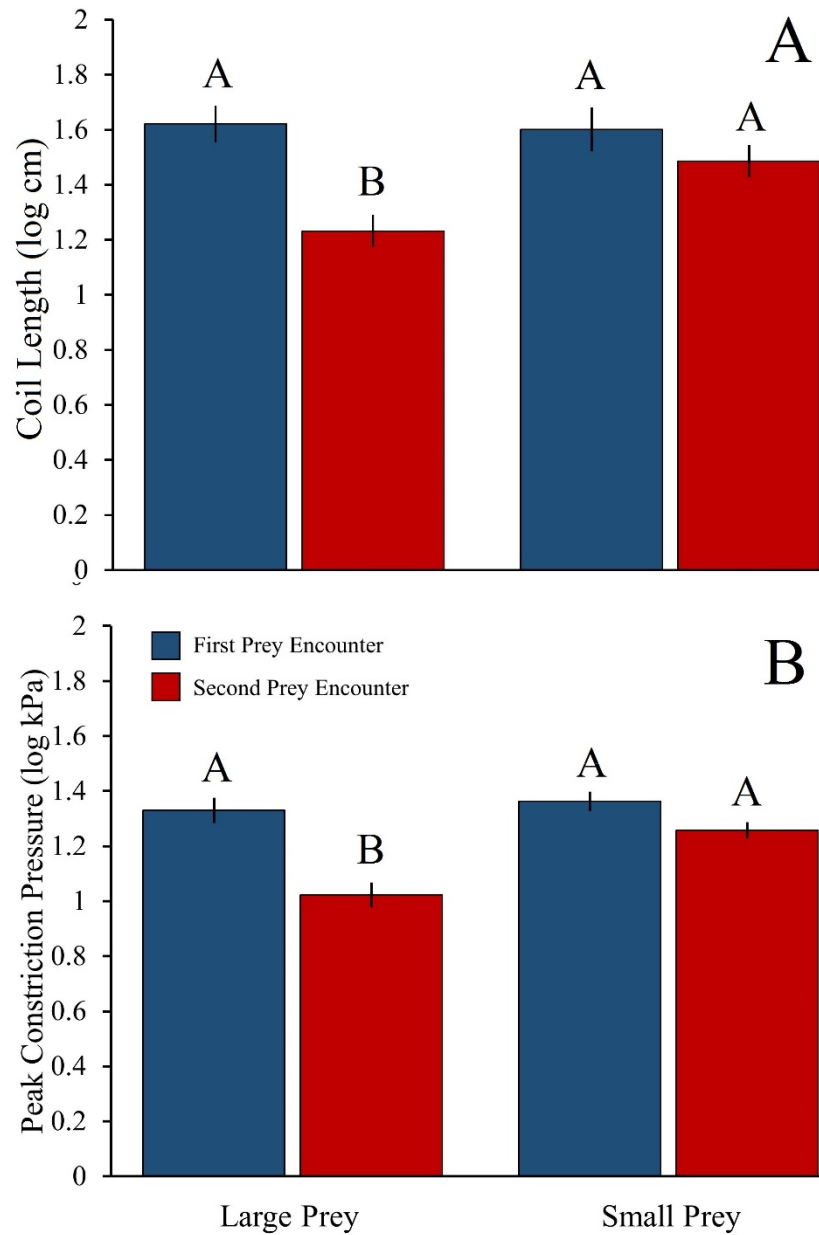 A
Coil Length (log cm)
2
1.8
1.6
1.4
1.2
1
0.8
0.6
0.4
0.2
0
A
B
A
A
B
Peak Constriction Pressure (log kPa)
2
1.8
1.6
1.4
1.2
1
0.8
0.6
0.4
0.2
0
First Prey Encounter
Second Prey Encounter
A
B
A
A
Large Prey
Small Prey